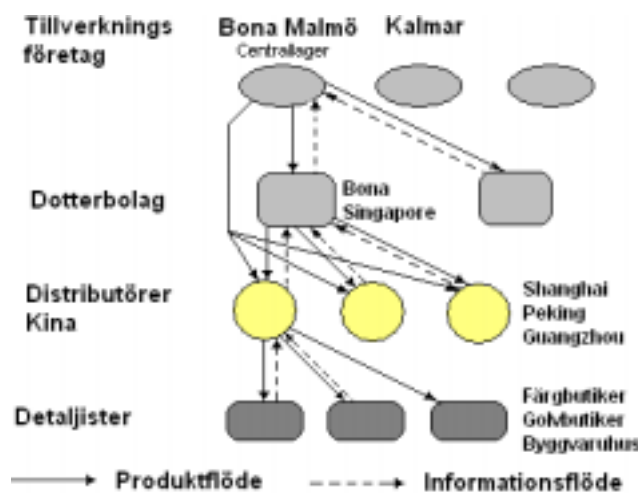 Tillverknings
företag
Bona Malmö
Centrallager
Kalmar
Dotterbolag
Bona
Singapore
Distributörer
Kina
Shanghai
Peking
Guangzhou
Detaljister
Färgbutiker
Golvbutiker
Byggvaruhus
Produktflöde
Informationsflöde